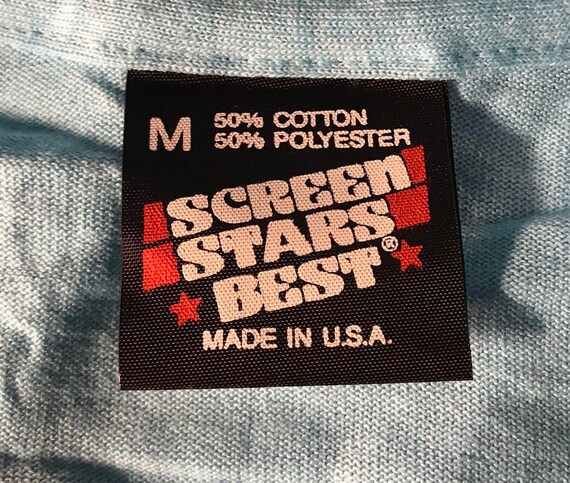 M 50% COTTON
50% POLYESTER
SCREEN
STARS
BEST®
MADE IN U.S.A.